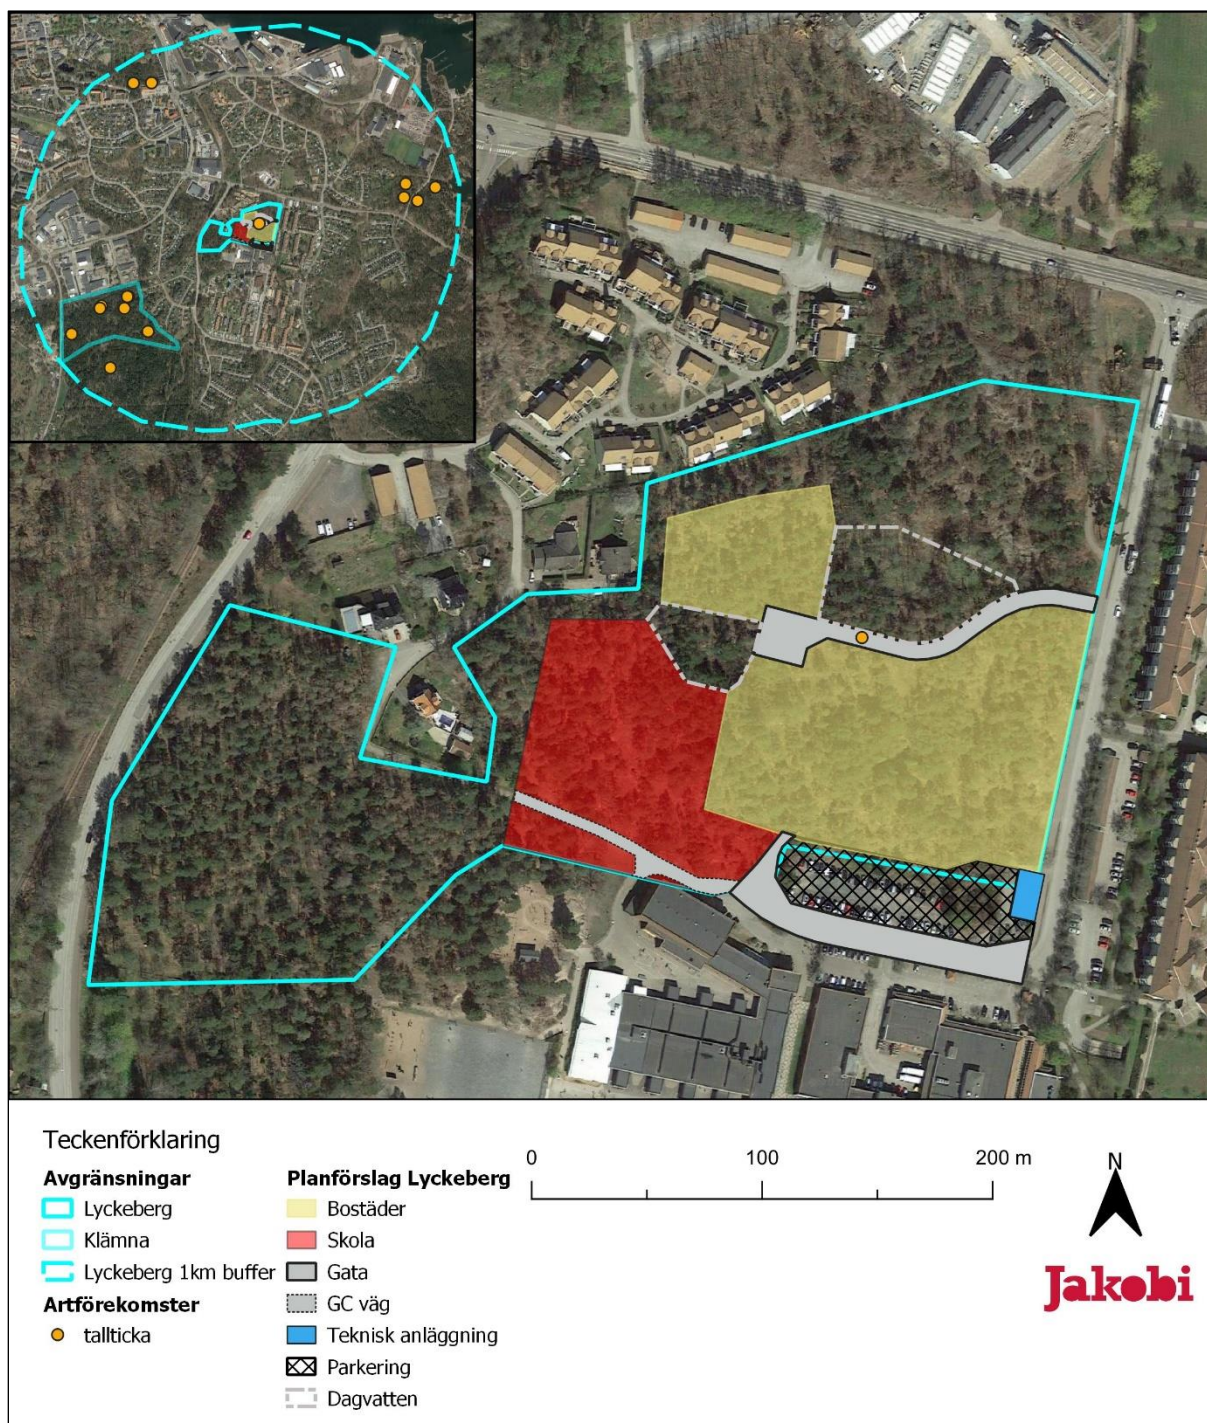 Teckenförklaring
Avgränsningar
Lyckeberg
Klämna
Lyckeberg 1km buffer
Artförekomster
tallticka
Planförslag Lyckeberg
Bostäder
Skola
Gata
GC väg
Teknisk anläggning
Parkering
Dagvatten
0 100 200 m
N
Jakobi